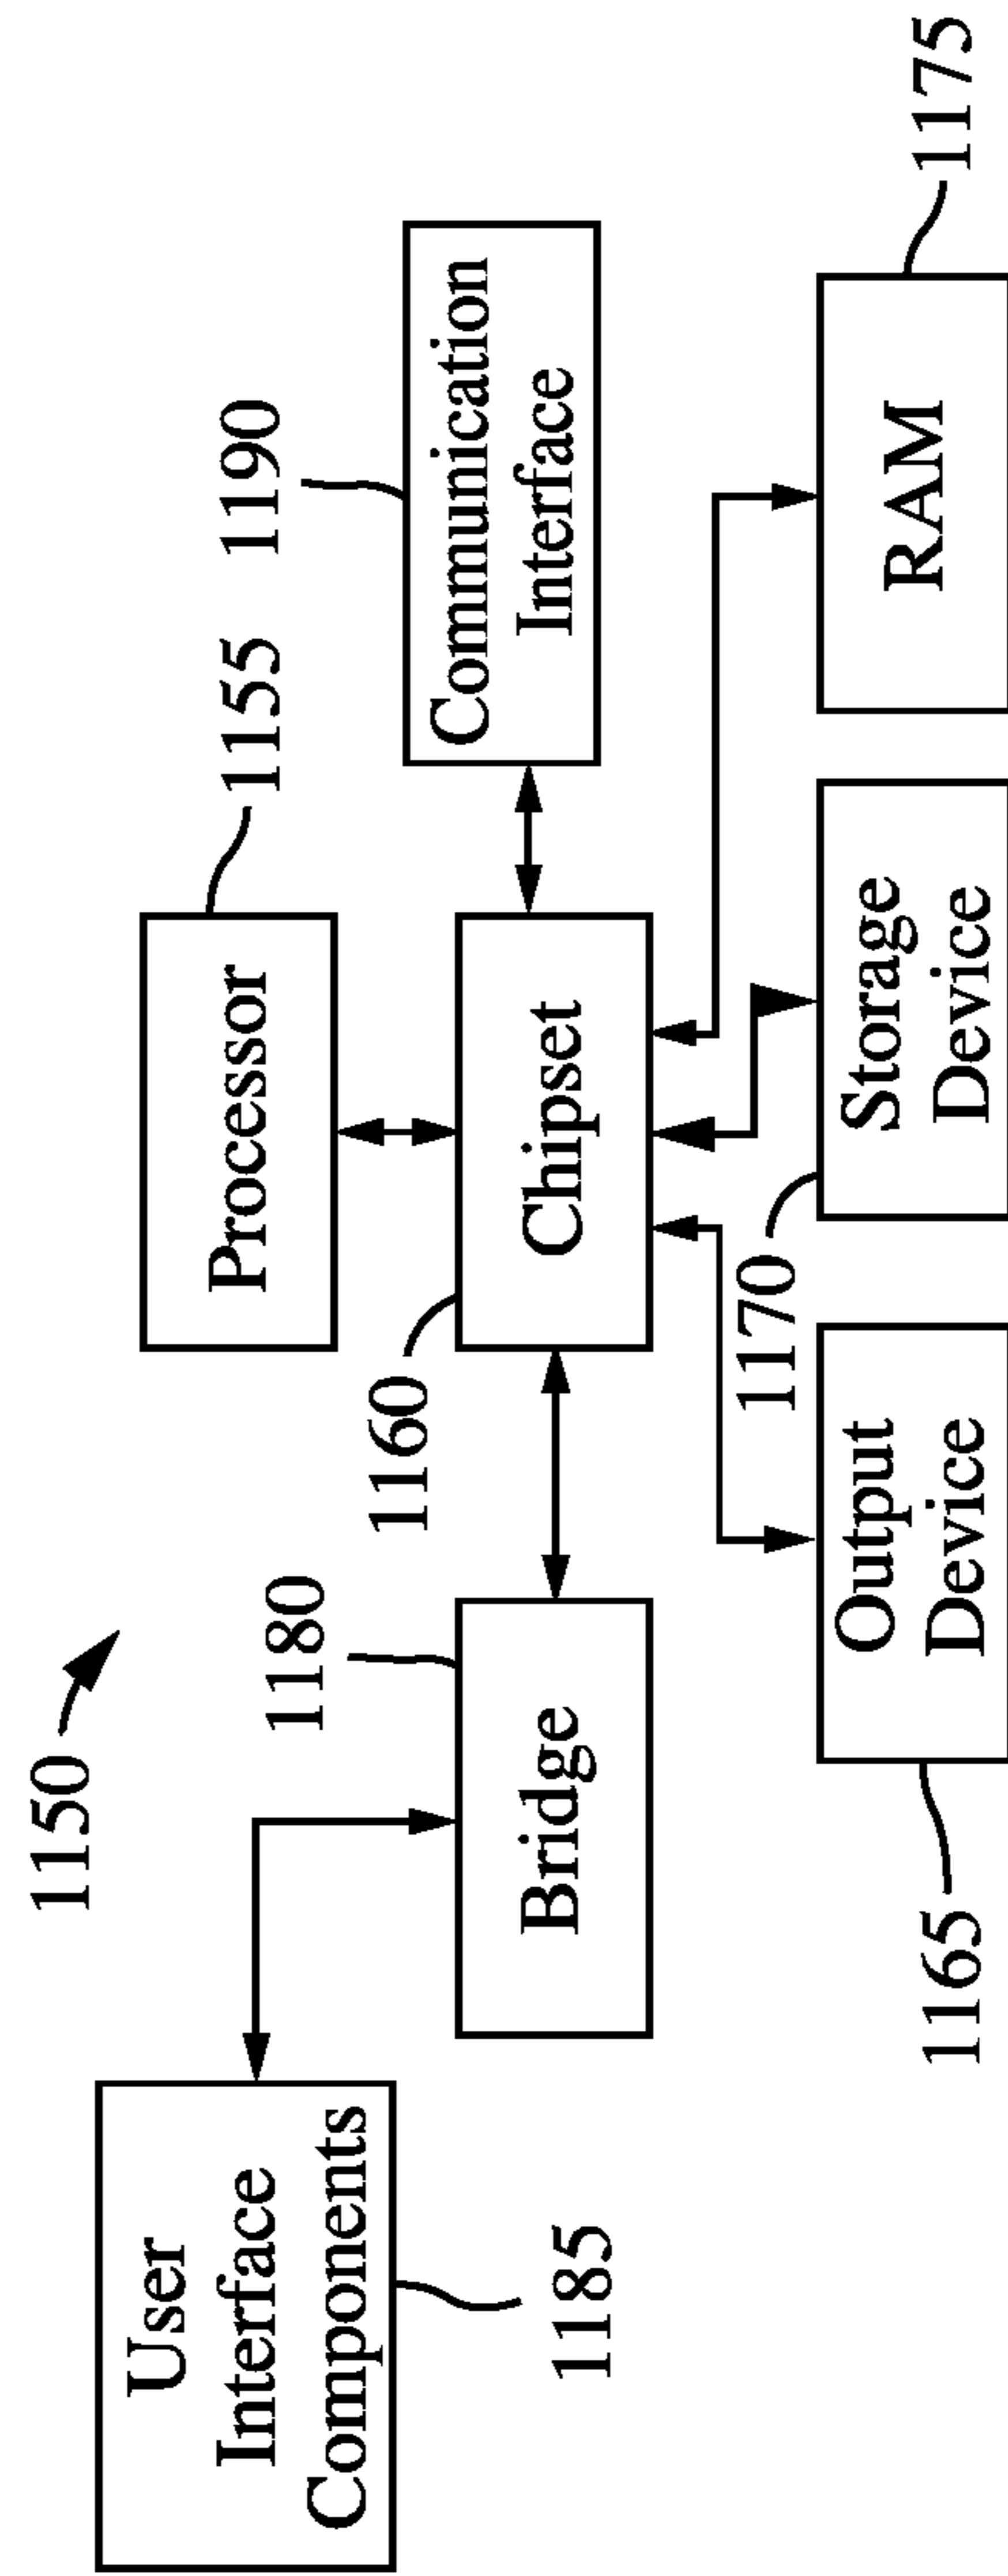 1150
User
Interface
Components
1185
1180
Bridge
1155
Processor
1160
Chipset
1190
Communication
Interface
1165
Output
Device
1170
Storage
Device
1175
RAM